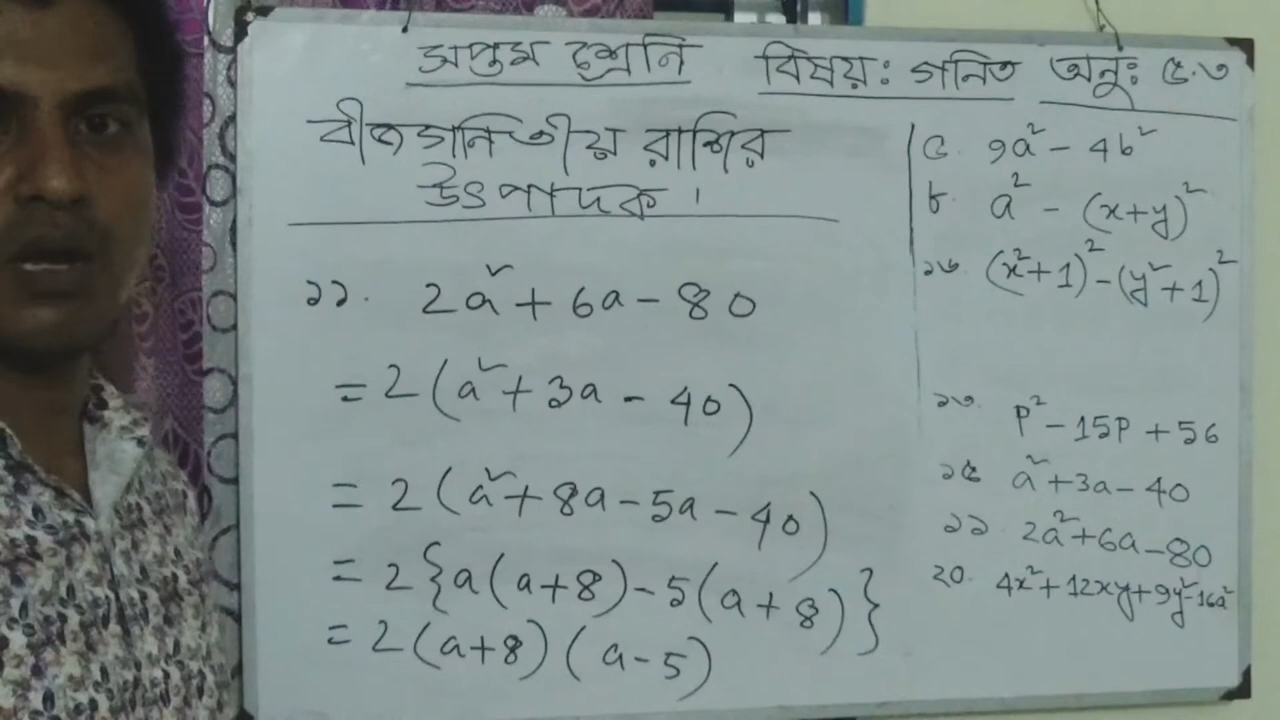 সপ্তম শ্রেনি বিষয়: গনিত অনু: ৫.৩
বীজগনিতীয় রাশির
উৎপাদক।
১১. 2a² + 6a - 80
= 2(a² + 3a - 40)
= 2(a² + 8a - 5a - 40)
= 2{a(a+8) - 5(a+8)}
= 2(a+8)(a-5)
৫. 9a² - 4b²
৮. a² - (x+y)²
১৬. (x²+1)² - (y²+1)²
১৩. p² - 15p + 56
১৫ a² + 3a - 40
১১ 2a² + 6a - 80
২০. 4x² + 12xy + 9y² - 16a²